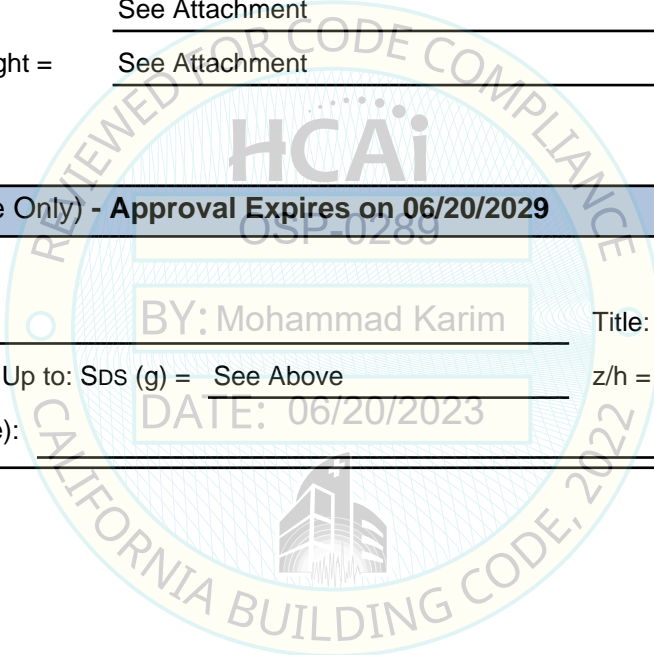 See Attachment
ght = See Attachment
REVIEWED FOR CODE COMPLIANCE
HCAi
e Only) - Approval Expires on 06/20/2029
OSP-0289
BY: Mohammad Karim
Title:
Up to: SDS (g) = See Above z/h =
DATE: 06/20/2023
e):
CALIFORNIA BUILDING CODE, 2022